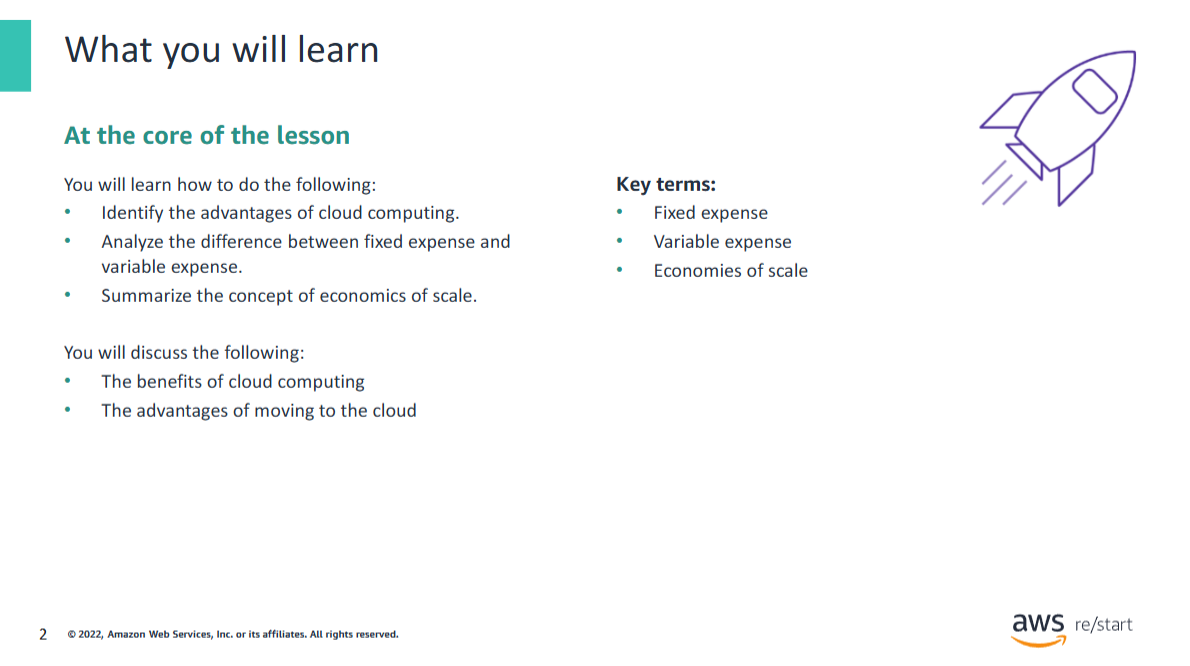 What you will learn
At the core of the lesson
You will learn how to do the following:
• Identify the advantages of cloud computing.
• Analyze the difference between fixed expense and
variable expense.
• Summarize the concept of economics of scale.
You will discuss the following:
• The benefits of cloud computing
• The advantages of moving to the cloud
Key terms:
• Fixed expense
• Variable expense
• Economies of scale
2 © 2022, Amazon Web Services, Inc. or its affiliates. All rights reserved.
aws re/start